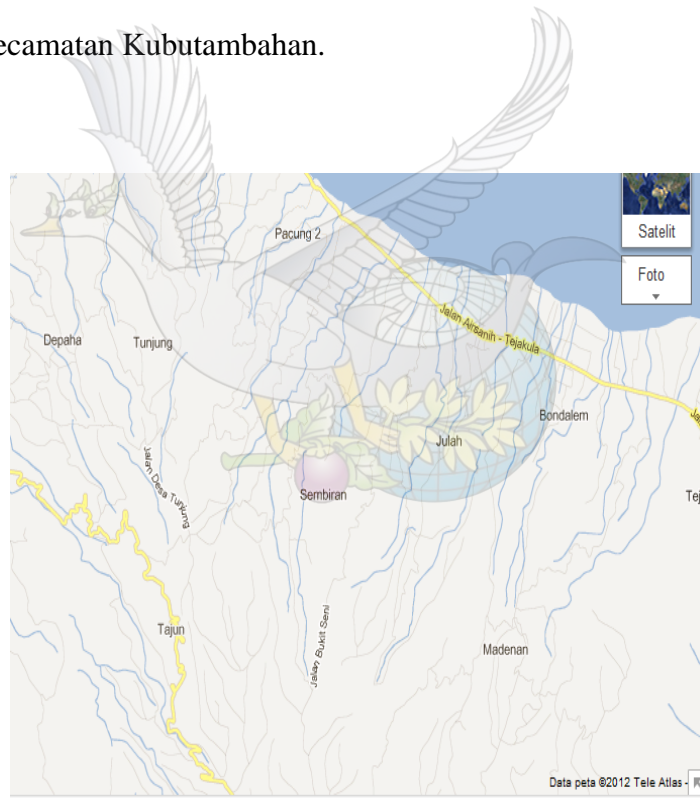 ecamatan Kubutambahan.
Satelit
Pacung 2
Foto
Jalan Airsanih - Tejakula
Depaha
Tunjung
Bondalem
Julah
Jalan Desa Tunjung
Sembiran
Tej
Tajun
Jalan Bukit Seni
Madenan
Data peta ©2012 Tele Atlas -